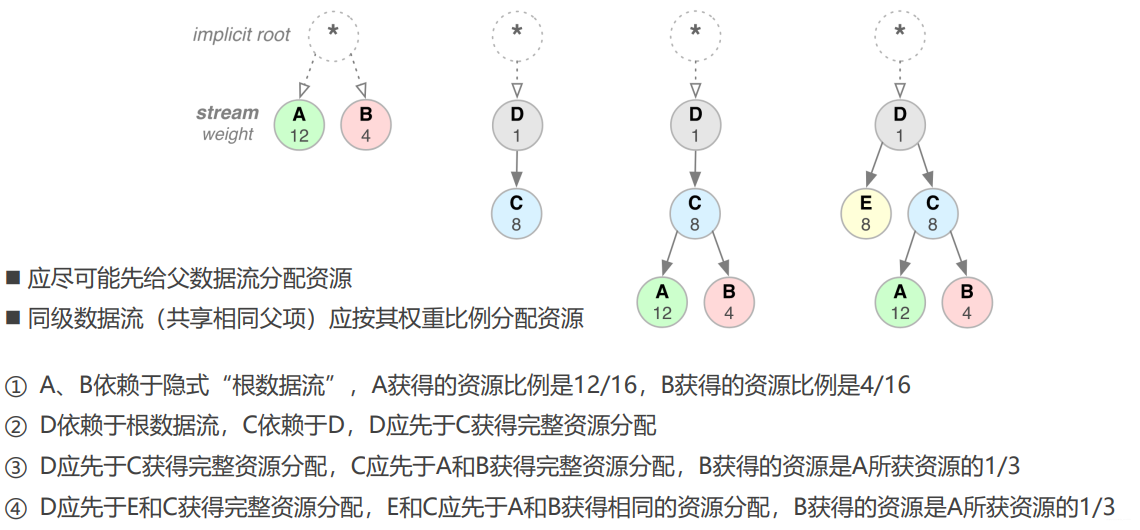 implicit root * * * *
stream A B D D D
weight 12 4 1 1 1
C C E C
8 8 8 8
■ 应尽可能先给父数据流分配资源
A B A B
12 4 12 4
■ 同级数据流（共享相同父项）应按其权重比例分配资源
① A、B依赖于隐式“根数据流”，A获得的资源比例是12/16，B获得的资源比例是4/16
② D依赖于根数据流，C依赖于D，D应先于C获得完整资源分配
③ D应先于C获得完整资源分配，C应先于A和B获得完整资源分配，B获得的资源是A所获资源的1/3
④ D应先于E和C获得完整资源分配，E和C应先于A和B获得相同的资源分配，B获得的资源是A所获资源的1/3